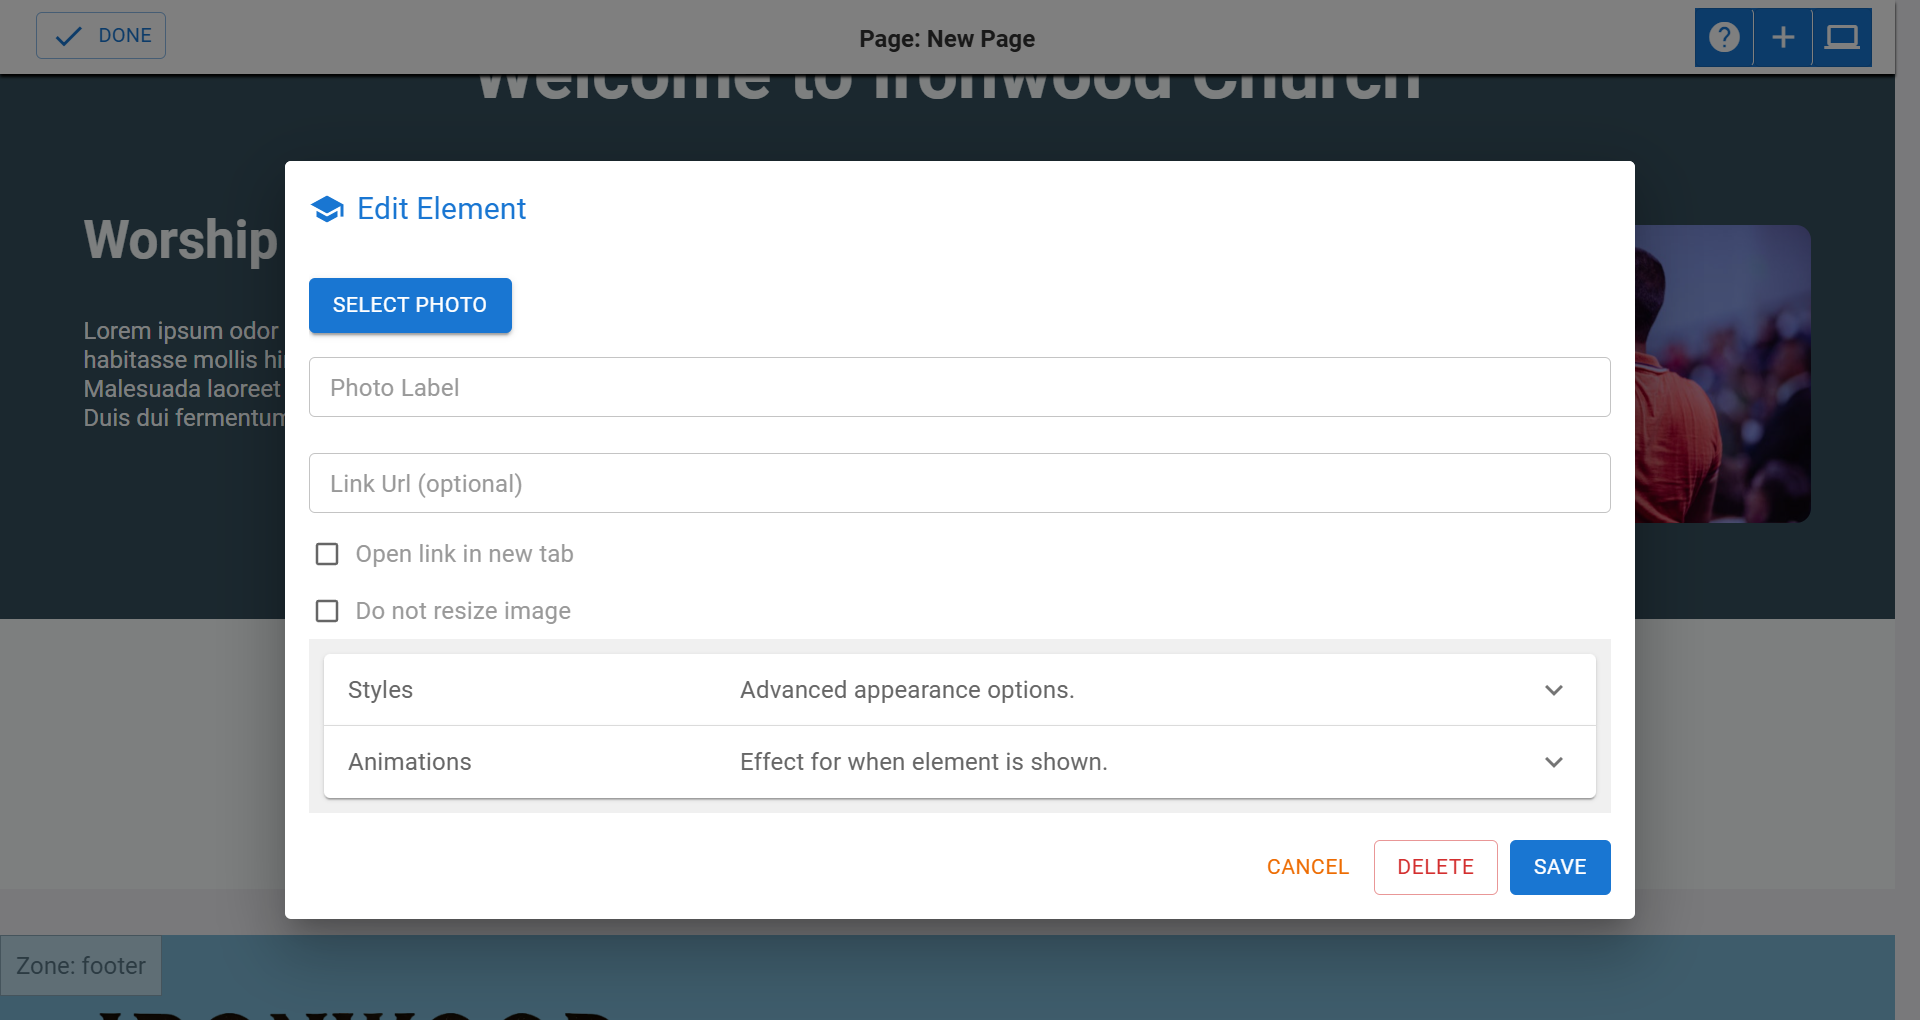 DONE
Page: New Page
Welcome to Ironwood Church
Worship
Lorem ipsum odor
habitasse mollis
Malesuada laoreet
Duis dui fermentum
Edit Element
SELECT PHOTO
Photo Label
Link Url (optional)
Open link in new tab
Do not resize image
Styles Advanced appearance options.
Animations Effect for when element is shown.
CANCEL DELETE SAVE
Zone: footer
IRONWOOD